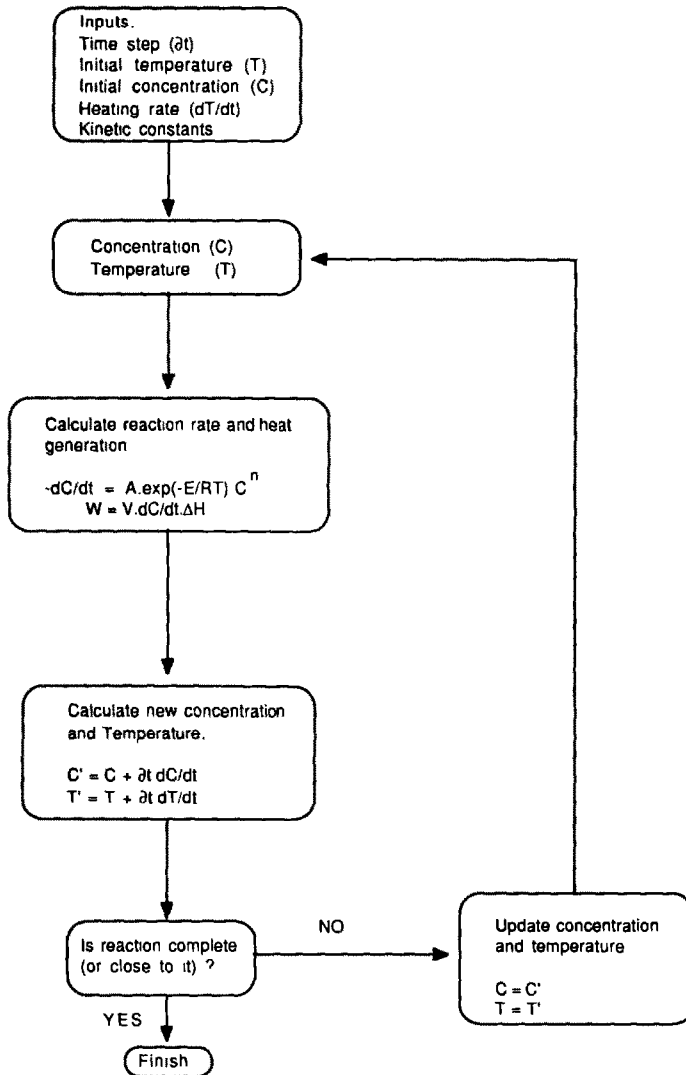 Inputs.
Time step (∂t)
Initial temperature (T)
Initial concentration (C)
Heating rate (dT/dt)
Kinetic constants
Concentration (C)
Temperature (T)
Calculate reaction rate and heat
generation
-dC/dt = A.exp(-E/RT) C^n
W = V.dC/dt.ΔH
Calculate new concentration
and Temperature.
C' = C + ∂t dC/dt
T' = T + ∂t dT/dt
Is reaction complete
(or close to it) ?
NO
Update concentration
and temperature
C = C'
T = T'
YES
Finish